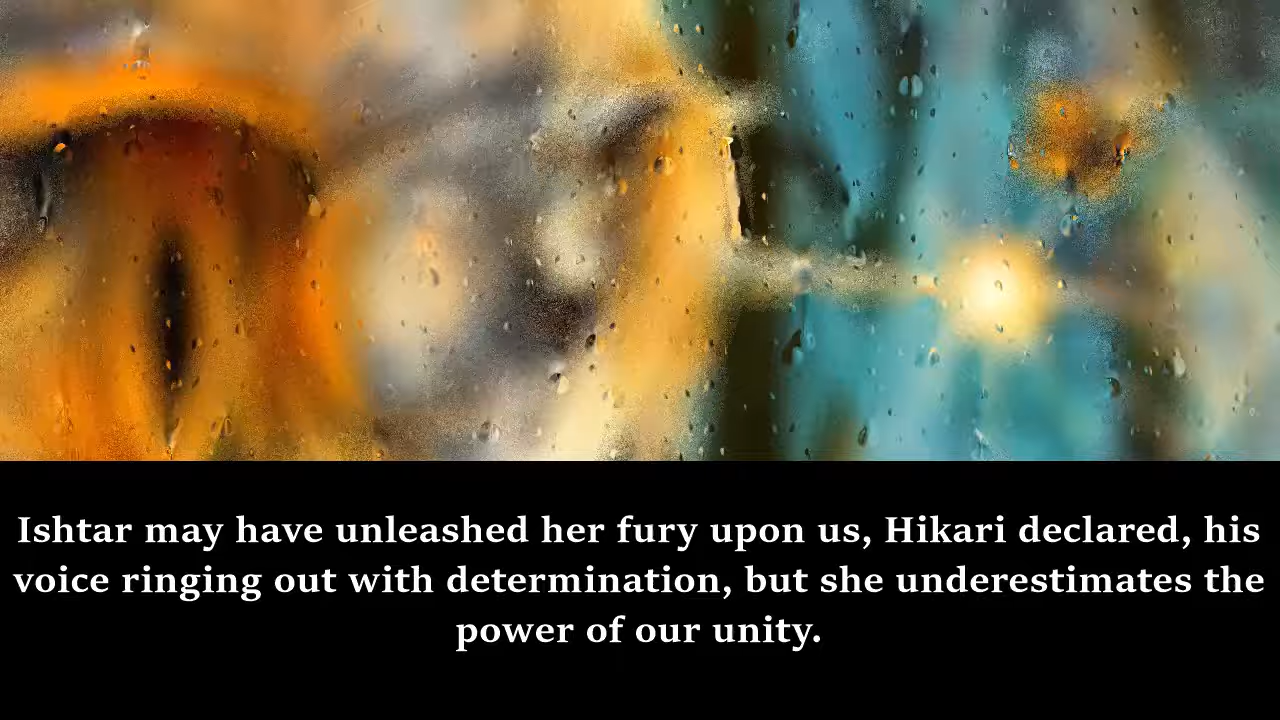 Ishtar may have unleashed her fury upon us, Hikari declared, his
voice ringing out with determination, but she underestimates the
power of our unity.